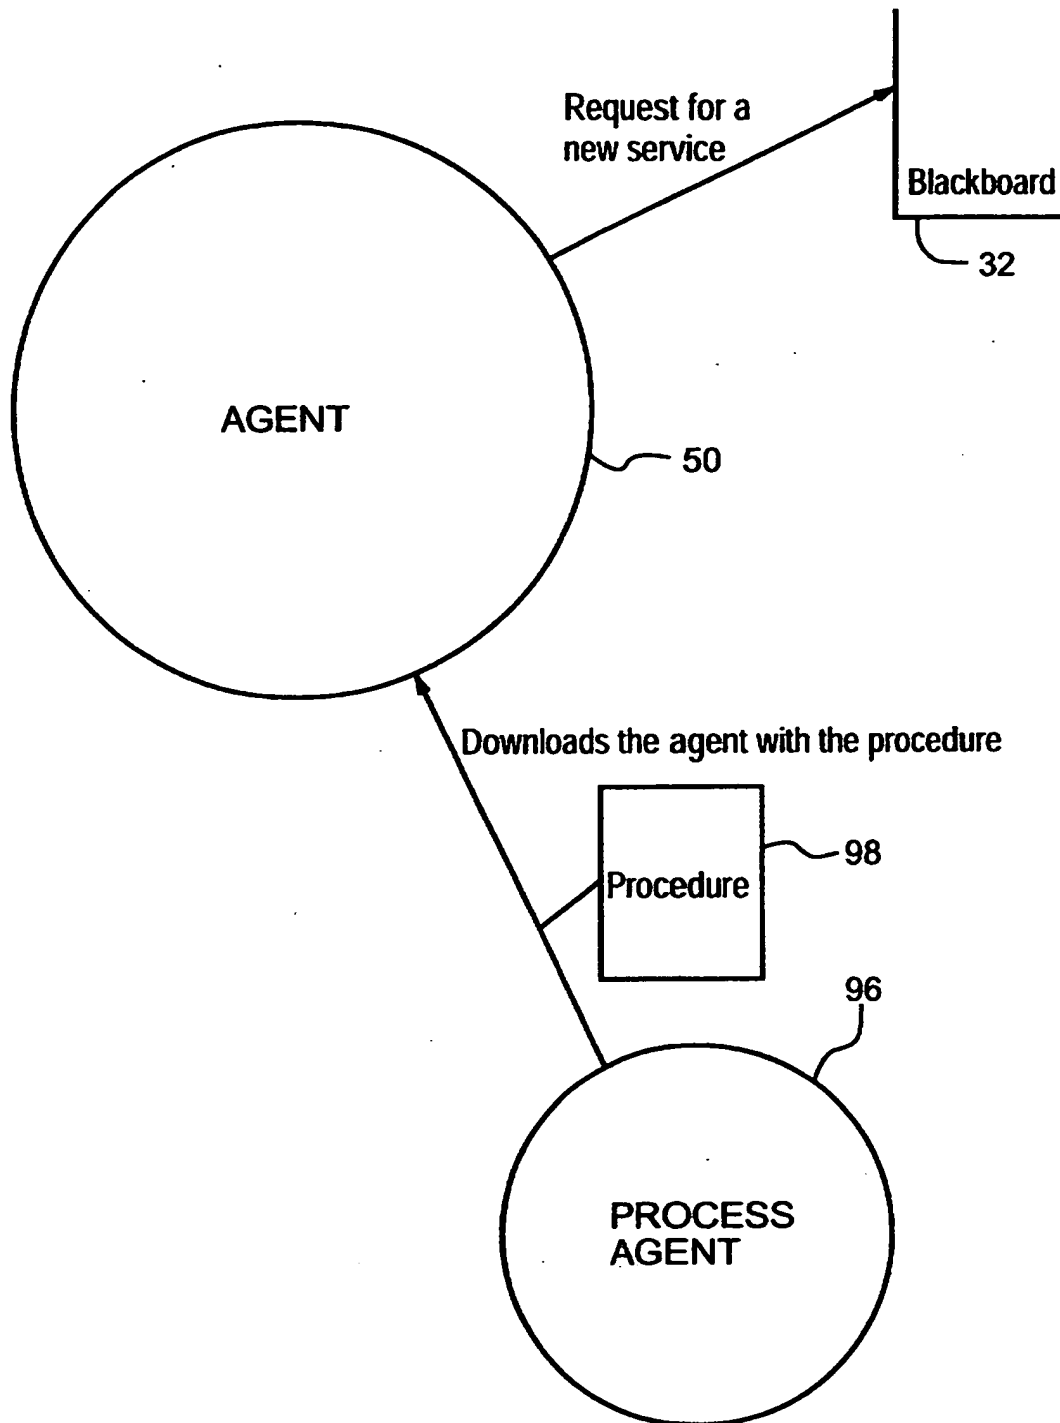 Request for a
new service
Blackboard
32
AGENT
50
Downloads the agent with the procedure
Procedure
98
96
PROCESS
AGENT